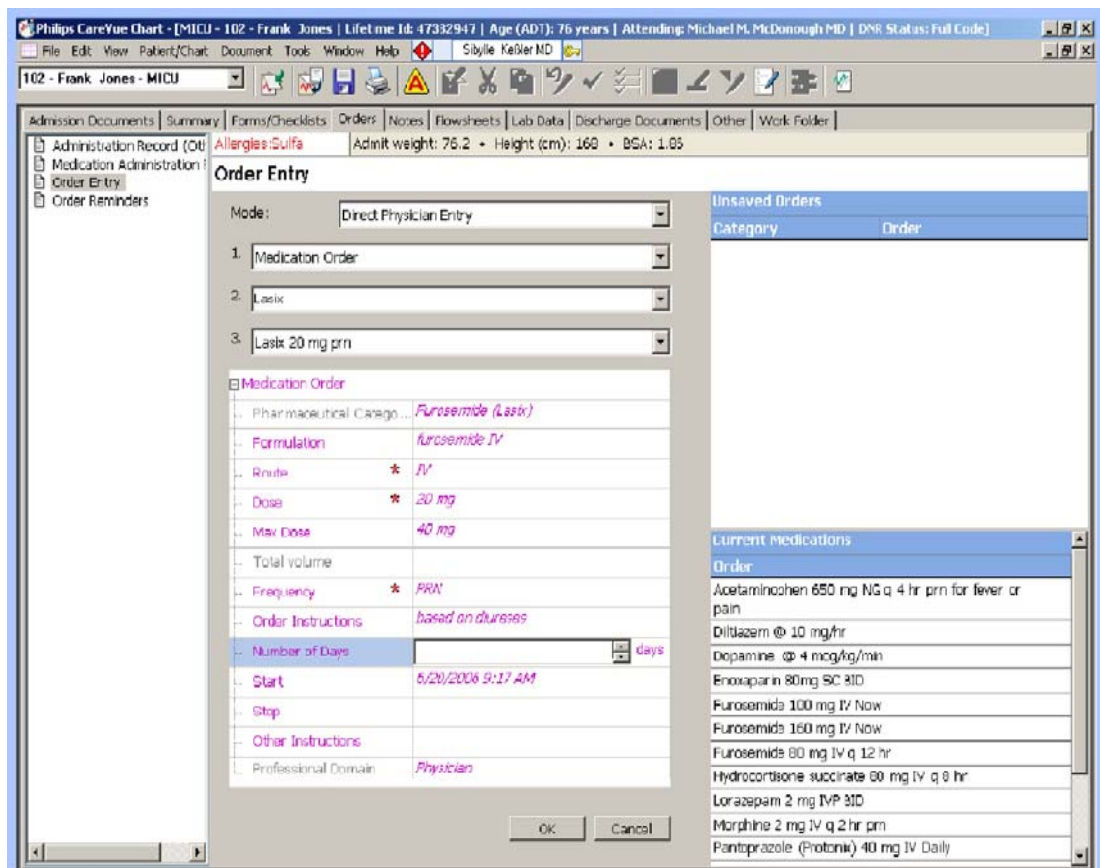 Philips CareVue Chart - [MICU - 102 - Frank Jones | Lifetime Id: 47332947 | Age (ADT): 76 years | Attending: Michael M. McDonough MD | DNR Status: Full Code]
File Edit View Patient/Chart Document Tools Window Help Sibylle Keßler MD
102 - Frank Jones - MICU
Admission Documents Summary Forms/Checklists Orders Notes Flowsheets Lab Data Discharge Documents Other Work Folder
Administration Record (Oth
Medication Administration
Order Entry
Order Reminders
Allergies:Sulfa Admit weight: 76.2 • Height (cm): 168 • BSA: 1.86
Order Entry
Mode: Direct Physician Entry
1. Medication Order
2. Lasix
3. Lasix 20 mg prn
Medication Order
Pharmaceutical Catego... Furosemide (Lasix)
Formulation furosemide IV
Route * IV
Dose * 20 mg
Max Dose 40 mg
Total volume
Frequency * PRN
Order Instructions based on diureses
Number of Days days
Start 6/20/2006 9:17 AM
Stop
Other Instructions
Professional Domain Physician
OK Cancel
Unsaved Orders
Category Order
Current Medications
Order
Acetaminophen 650 mg NG q 4 hr prn for fever or
pain
Diltiazem @ 10 mg/hr
Dopamine @ 4 mcg/kg/min
Enoxaparin 80mg SC BID
Furosemide 100 mg IV Now
Furosemide 160 mg IV Now
Furosemide 80 mg IV q 12 hr
Hydrocortisone succinate 80 mg IV q 8 hr
Lorazepam 2 mg IVP BID
Morphine 2 mg IV q 2 hr prn
Pantoprazole (Protonix) 40 mg IV Daily